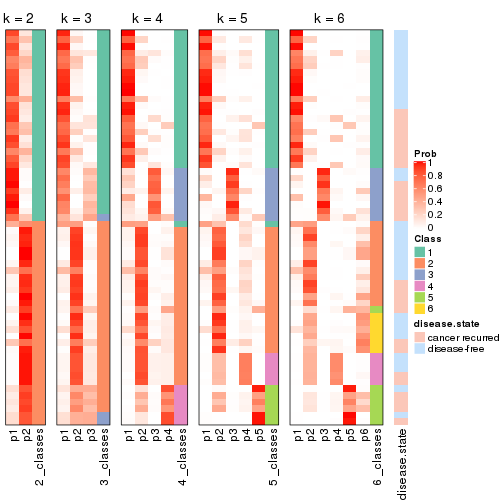 k = 2 k = 3 k = 4 k = 5 k = 6
Prob
1
0.8
0.6
0.4
0.2
0
Class
1
2
3
4
5
6
disease.state
cancer recurred
disease-free
p1 p2 2_classes p1 p2 p3 3_classes p1 p2 p3 p4 4_classes p1 p2 p3 p4 p5 5_classes p1 p2 p3 p4 p5 p6 6_classes disease.state